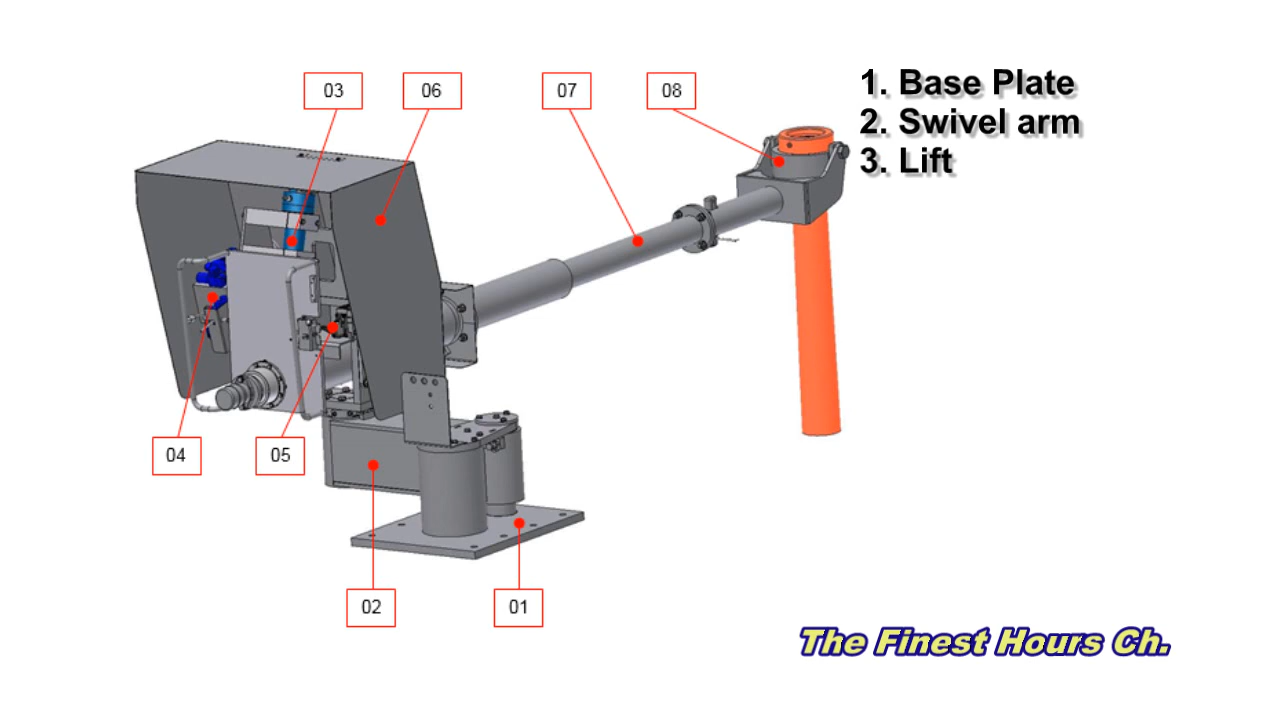 03
06
07
08
1. Base Plate
2. Swivel arm
3. Lift
04
05
02
01
The Finest Hours Ch.